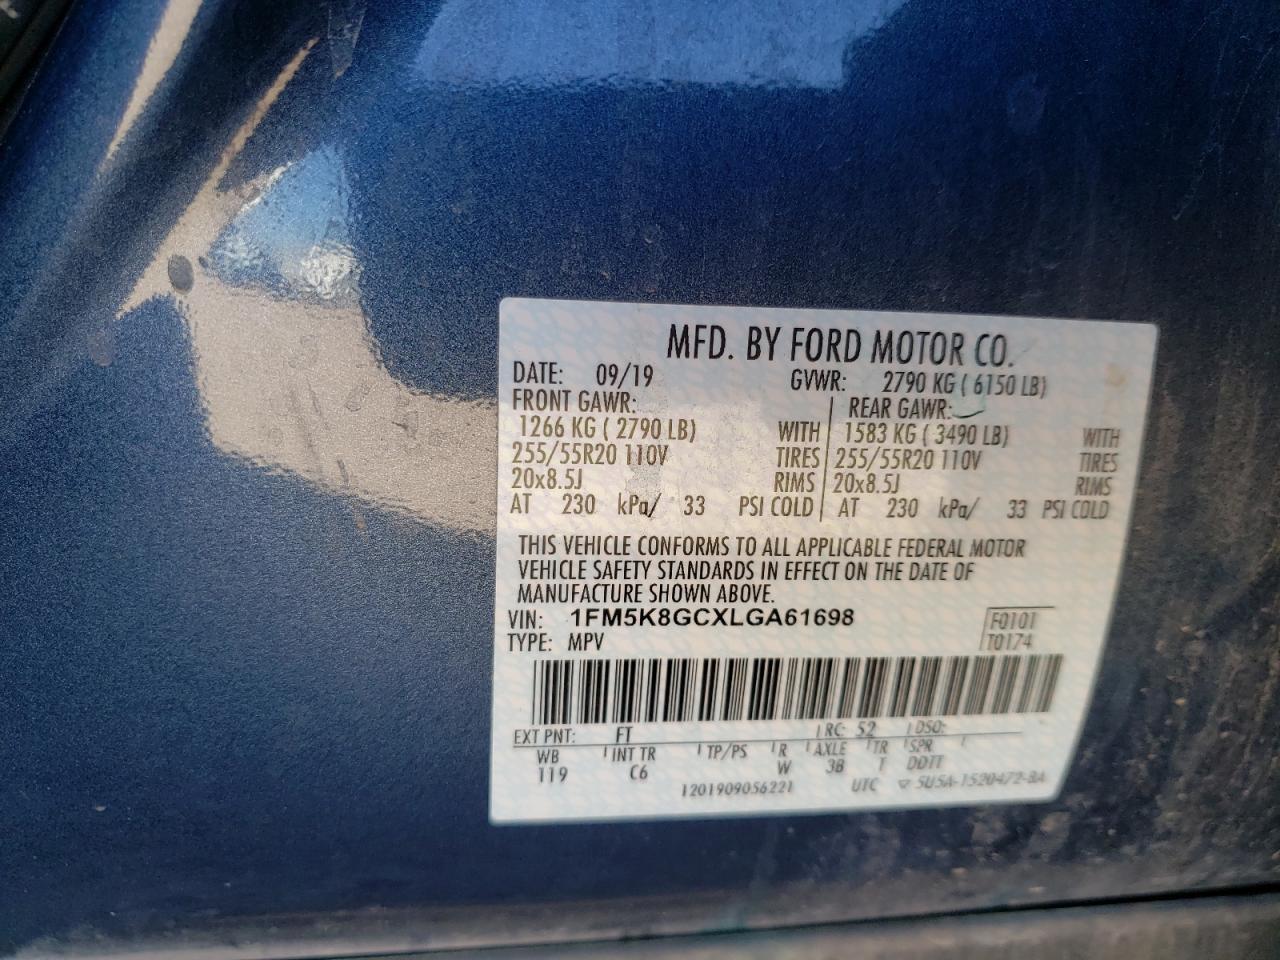 MFD. BY FORD MOTOR CO.
DATE: 09/19 GVWR: 2790 KG ( 6150 LB)
FRONT GAWR: REAR GAWR:
1266 KG ( 2790 LB) WITH 1583 KG ( 3490 LB) WITH
255/55R20 110V TIRES 255/55R20 110V TIRES
20x8.5J RIMS 20x8.5J RIMS
AT 230 kPa/ 33 PSI COLD AT 230 kPa/ 33 PSI COLD
THIS VEHICLE CONFORMS TO ALL APPLICABLE FEDERAL MOTOR
VEHICLE SAFETY STANDARDS IN EFFECT ON THE DATE OF
MANUFACTURE SHOWN ABOVE.
VIN: 1FM5K8GCXLGA61698 F0101
TYPE: MPV T0174
EXT PNT: FT RC: 52 DSO:
WB INT TR TP/PS R AXLE TR SPR
119 C6 W 3B T DDTT
1201909056221 UTC ▽ 5U5A-1520472-BA